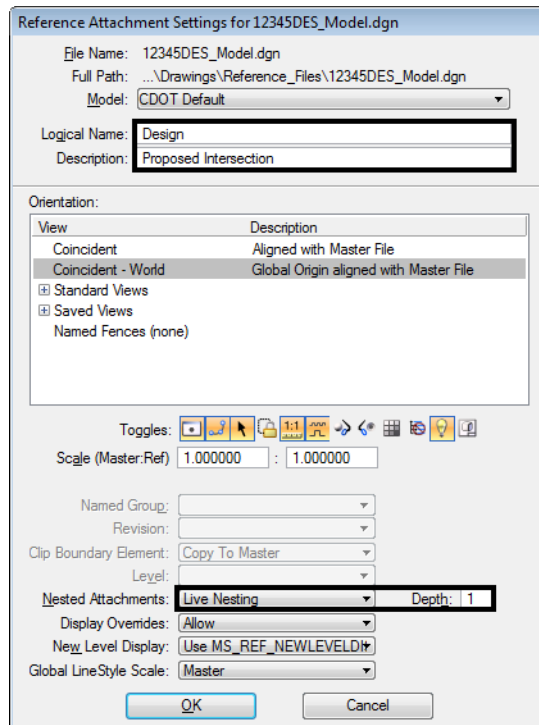 Reference Attachment Settings for 12345DES_Model.dgn
File Name: 12345DES_Model.dgn
Full Path: ...\Drawings\Reference_Files\12345DES_Model.dgn
Model: CDOT Default
Logical Name: Design
Description: Proposed Intersection
Orientation:
View Description
Coincident Aligned with Master File
Coincident - World Global Origin aligned with Master File
Standard Views
Saved Views
Named Fences (none)
Toggles: 1:1
Scale (Master:Ref) 1.000000 : 1.000000
Named Group:
Revision:
Clip Boundary Element: Copy To Master
Level:
Nested Attachments: Live Nesting Depth: 1
Display Overrides: Allow
New Level Display: Use MS_REF_NEWLEVELDI
Global LineStyle Scale: Master
OK Cancel